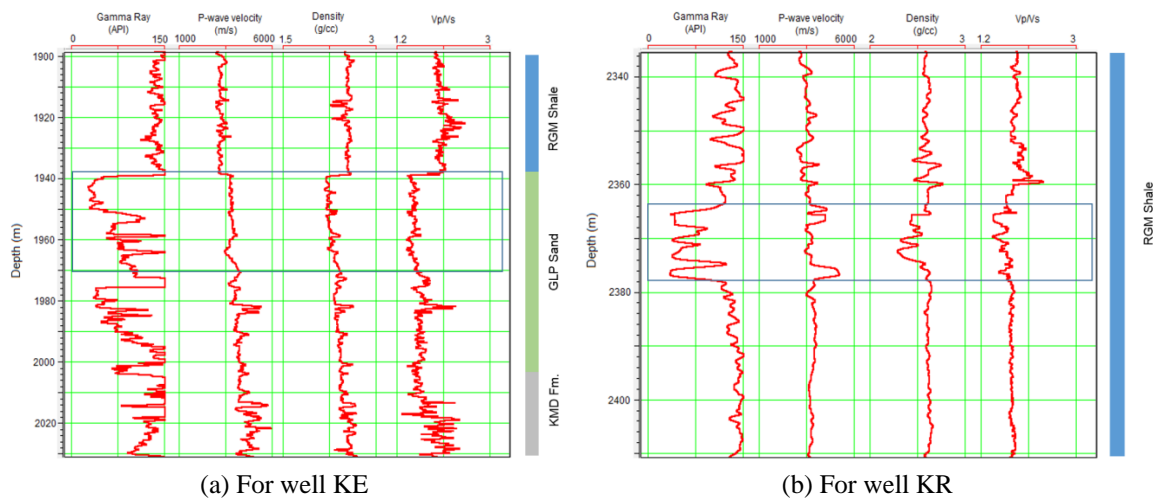 Gamma Ray (API) P-wave velocity (m/s) Density (g/cc) Vp/Vs
0 150 1000 6000 1.5 3 1.2 3
1900
1920
1940
1960
1980
2000
2020
Depth (m)
RGM Shale
GLP Sand
KMD Fm.
(a) For well KE
Gamma Ray (API) P-wave velocity (m/s) Density (g/cc) Vp/Vs
0 150 1000 6000 2 3 1.2 3
2340
2360
2380
2400
Depth (m)
RGM Shale
(b) For well KR